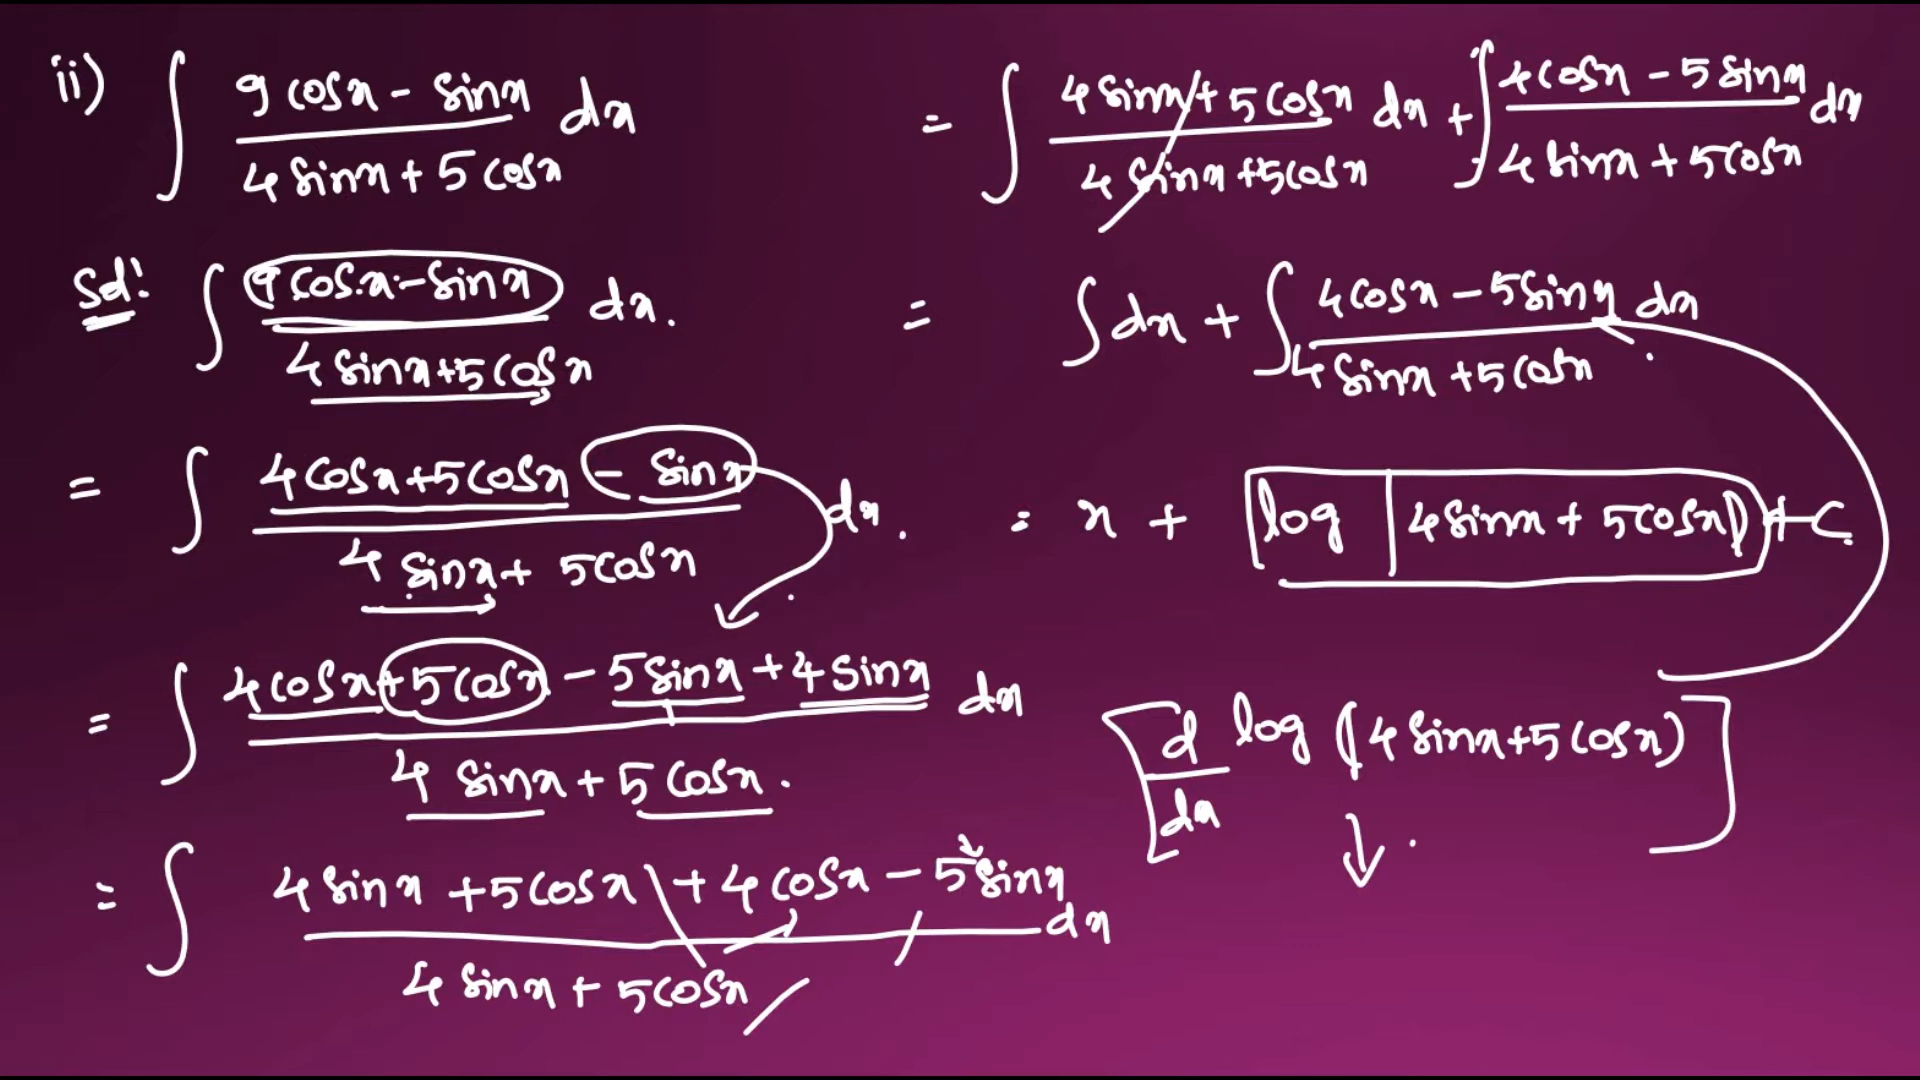 ii) ∫ (9 cosx - sinx)/(4 sinx + 5 cosx) dx
Sol: ∫ (9 cosx - sinx)/(4 sinx + 5 cosx) dx.
= ∫ (4 cosx + 5 cosx - sinx)/(4 sinx + 5 cosx) dx.
= ∫ (4 cosx + 5 cosx - 5 sinx + 4 sinx)/(4 sinx + 5 cosx) dx
= ∫ (4 sinx + 5 cosx + 4 cosx - 5 sinx)/(4 sinx + 5 cosx) dx
= ∫ (4 sinx + 5 cosx)/(4 sinx + 5 cosx) dx + ∫ (4 cosx - 5 sinx)/(4 sinx + 5 cosx) dx
= ∫ dx + ∫ (4 cosx - 5 sinx)/(4 sinx + 5 cosx) dx
= x + log |4 sinx + 5 cosx| + C.
[d/dx log (4 sinx + 5 cosx)]